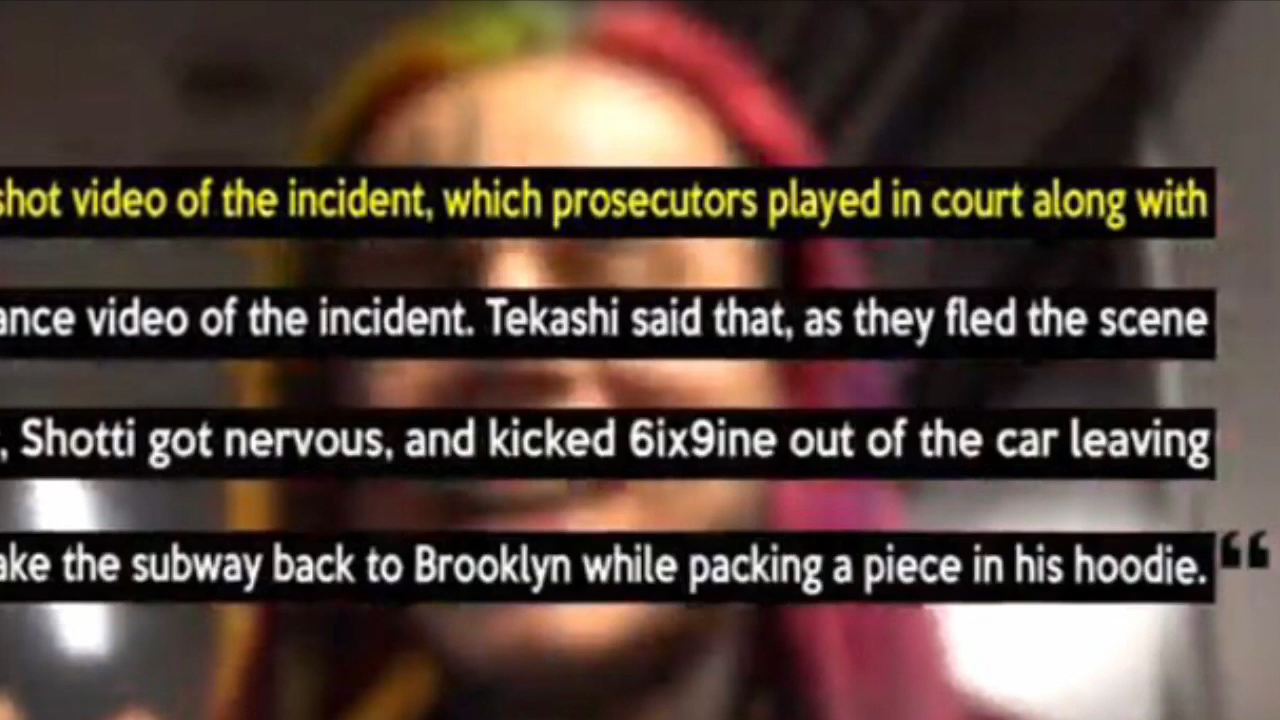 shot video of the incident, which prosecutors played in court along with
ance video of the incident. Tekashi said that, as they fled the scene
, Shotti got nervous, and kicked 6ix9ine out of the car leaving
ake the subway back to Brooklyn while packing a piece in his hoodie. “